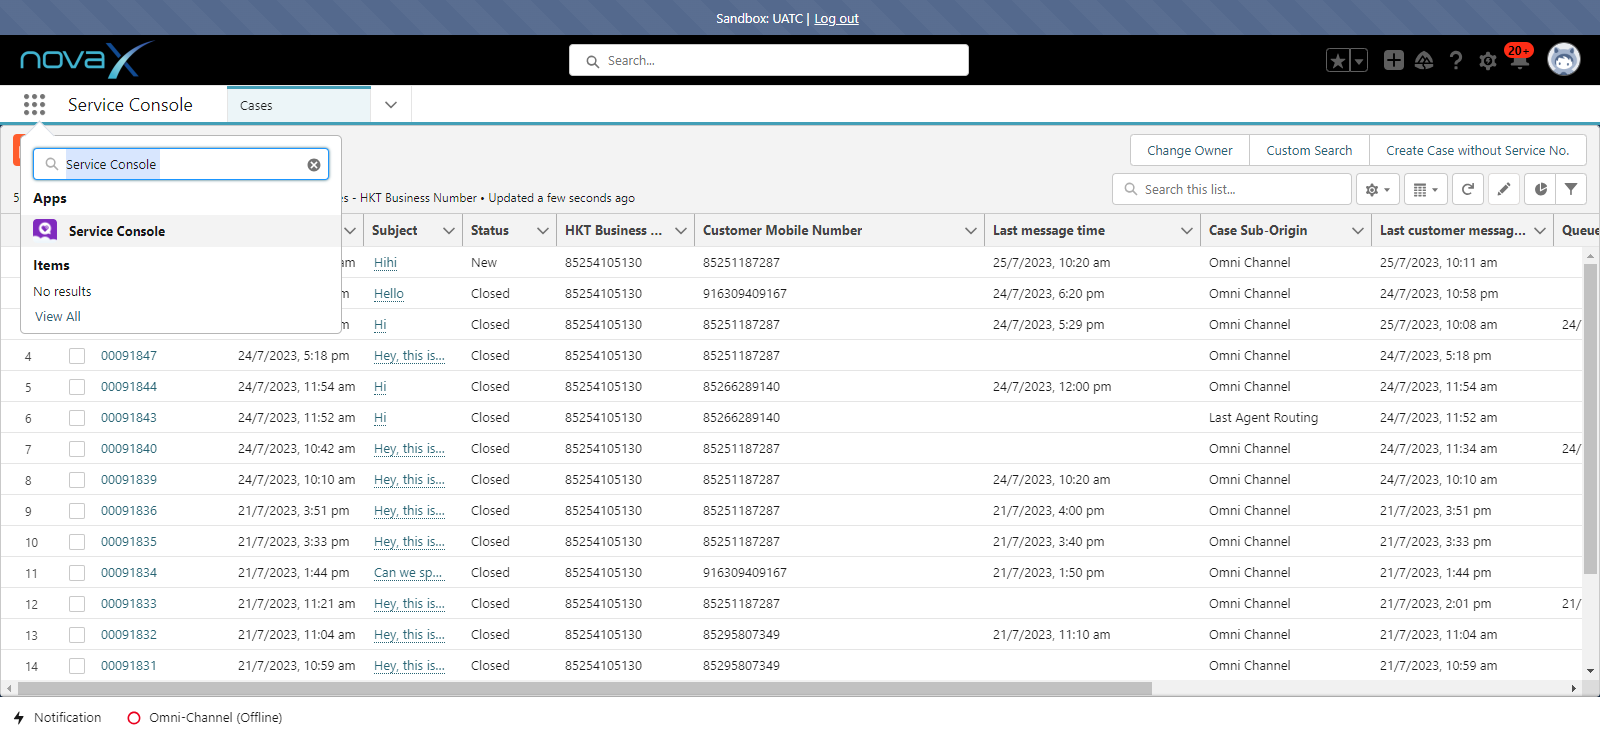 Sandbox: UATC | Log out
novaX
Search...
20+
Service Console
Cases
Service Console
Apps
Service Console
Items
No results
View All
Change Owner
Custom Search
Create Case without Service No.
5
s - HKT Business Number • Updated a few seconds ago
Search this list...
Subject Status HKT Business ... Customer Mobile Number Last message time Case Sub-Origin Last customer messag... Queue
am Hihi New 85254105130 85251187287 25/7/2023, 10:20 am Omni Channel 25/7/2023, 10:11 am
m Hello Closed 85254105130 916309409167 24/7/2023, 6:20 pm Omni Channel 24/7/2023, 10:58 pm
m Hi Closed 85254105130 85251187287 24/7/2023, 5:29 pm Omni Channel 25/7/2023, 10:08 am 24/
4 00091847 24/7/2023, 5:18 pm Hey, this is... Closed 85254105130 85251187287 Omni Channel 24/7/2023, 5:18 pm
5 00091844 24/7/2023, 11:54 am Hi Closed 85254105130 85266289140 24/7/2023, 12:00 pm Omni Channel 24/7/2023, 11:54 am
6 00091843 24/7/2023, 11:52 am Hi Closed 85254105130 85266289140 Last Agent Routing 24/7/2023, 11:52 am
7 00091840 24/7/2023, 10:42 am Hey, this is... Closed 85254105130 85251187287 Omni Channel 24/7/2023, 11:34 am 24/
8 00091839 24/7/2023, 10:10 am Hey, this is... Closed 85254105130 85251187287 24/7/2023, 10:20 am Omni Channel 24/7/2023, 10:10 am
9 00091836 21/7/2023, 3:51 pm Hey, this is... Closed 85254105130 85251187287 21/7/2023, 4:00 pm Omni Channel 21/7/2023, 3:51 pm
10 00091835 21/7/2023, 3:33 pm Hey, this is... Closed 85254105130 85251187287 21/7/2023, 3:40 pm Omni Channel 21/7/2023, 3:33 pm
11 00091834 21/7/2023, 1:44 pm Can we sp... Closed 85254105130 916309409167 21/7/2023, 1:50 pm Omni Channel 21/7/2023, 1:44 pm
12 00091833 21/7/2023, 11:21 am Hey, this is... Closed 85254105130 85251187287 Omni Channel 21/7/2023, 2:01 pm 21/
13 00091832 21/7/2023, 11:04 am Hey, this is... Closed 85254105130 85295807349 21/7/2023, 11:10 am Omni Channel 21/7/2023, 11:04 am
14 00091831 21/7/2023, 10:59 am Hey, this is... Closed 85254105130 85295807349 Omni Channel 21/7/2023, 10:59 am
Notification
Omni-Channel (Offline)